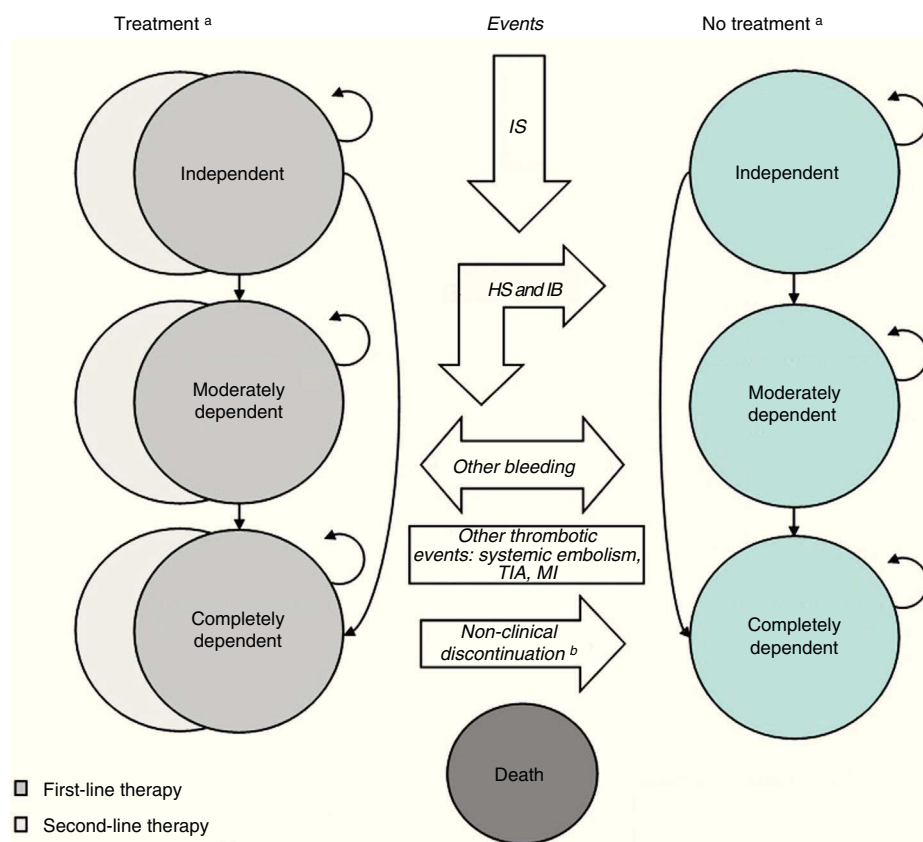 Treatment a
Events
No treatment a
IS
Independent
Independent
HS and IB
Moderately
dependent
Moderately
dependent
Other bleeding
Other thrombotic
events: systemic embolism,
TIA, MI
Completely
dependent
Non-clinical
discontinuation b
Completely
dependent
Death
First-line therapy
Second-line therapy